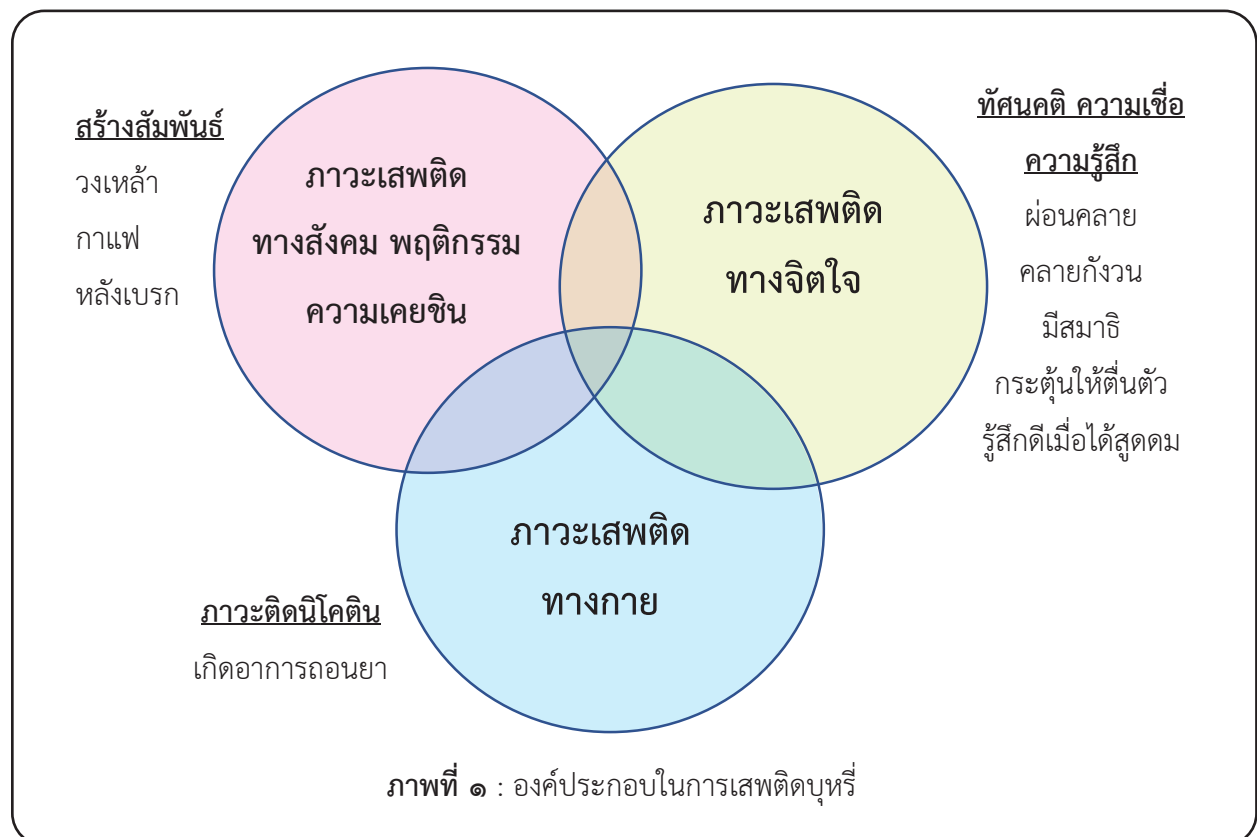 สร้างสัมพันธ์
วงเหล้า
กาแฟ
หลังเบรก
ภาวะเสพติด
ทางสังคม พฤติกรรม
ความเคยชิน
ภาวะเสพติด
ทางจิตใจ
ทัศนคติ ความเชื่อ
ความรู้สึก
ผ่อนคลาย
คลายกังวน
มีสมาธิ
กระตุ้นให้ตื่นตัว
รู้สึกดีเมื่อได้สูดดม
ภาวะเสพติด
ทางกาย
ภาวะติดนิโคติน
เกิดอาการถอนยา
ภาพที่ ๑ : องค์ประกอบในการเสพติดบุหรี่